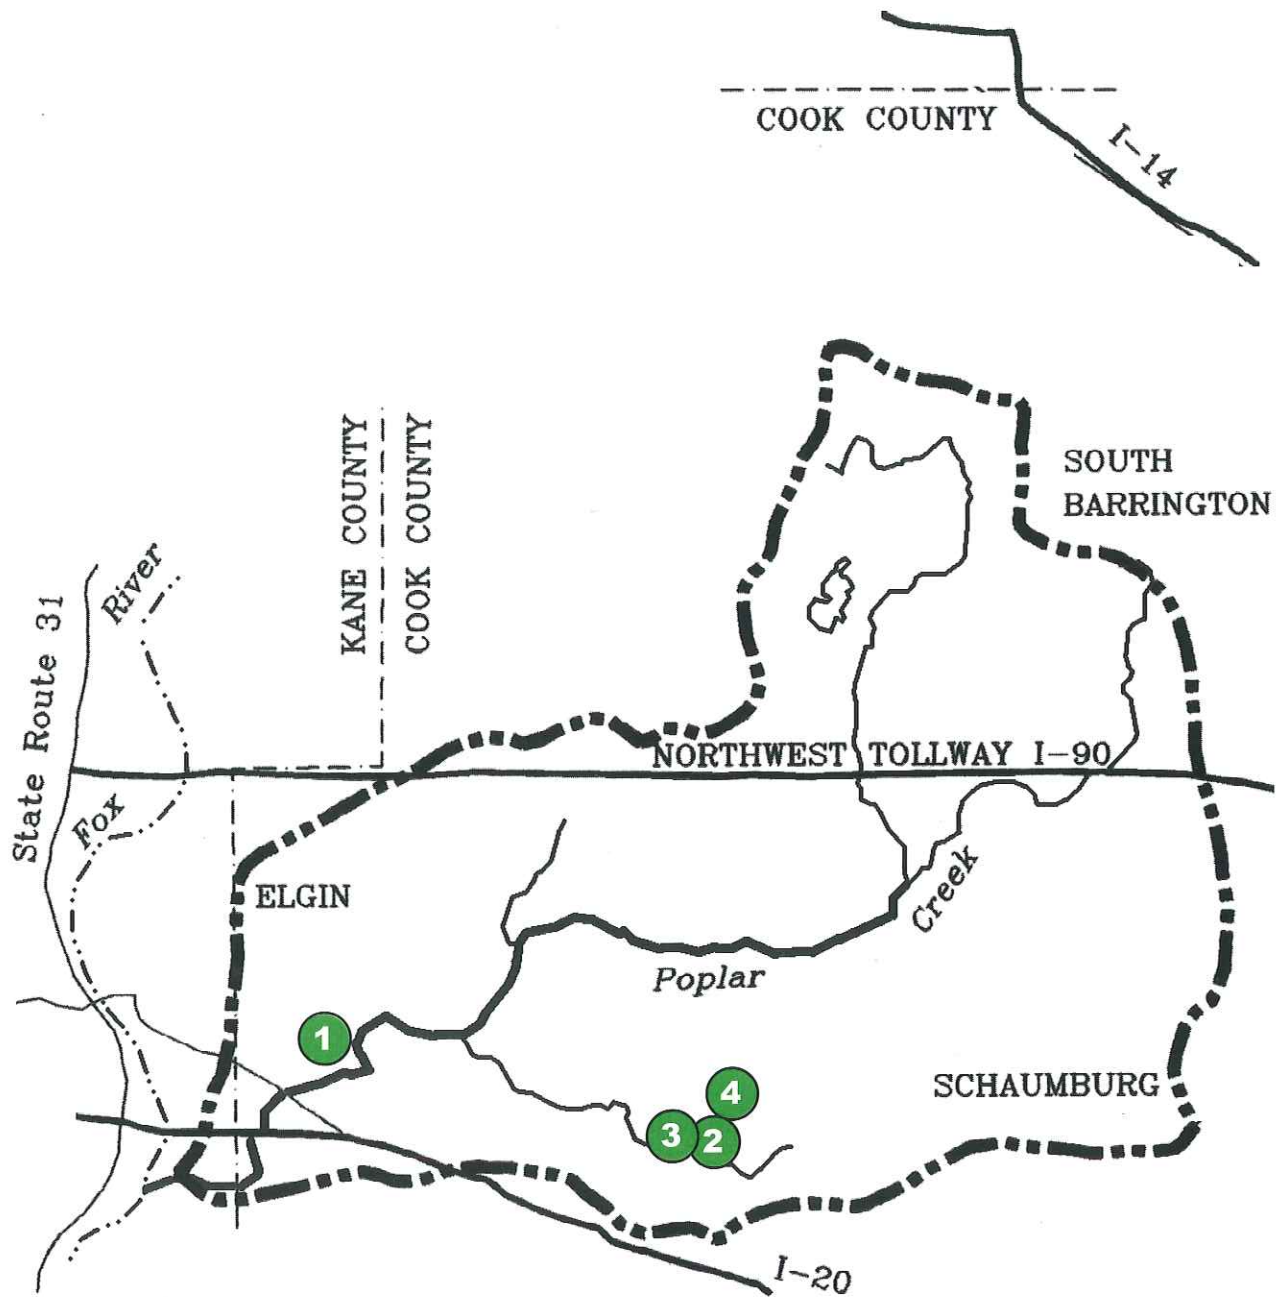 COOK COUNTY
I-14
SOUTH
BARRINGTON
KANE COUNTY
COOK COUNTY
River
State Route 31
NORTHWEST TOLLWAY I-90
Fox
ELGIN
Creek
Poplar
1
SCHAUMBURG
4
3
2
I-20